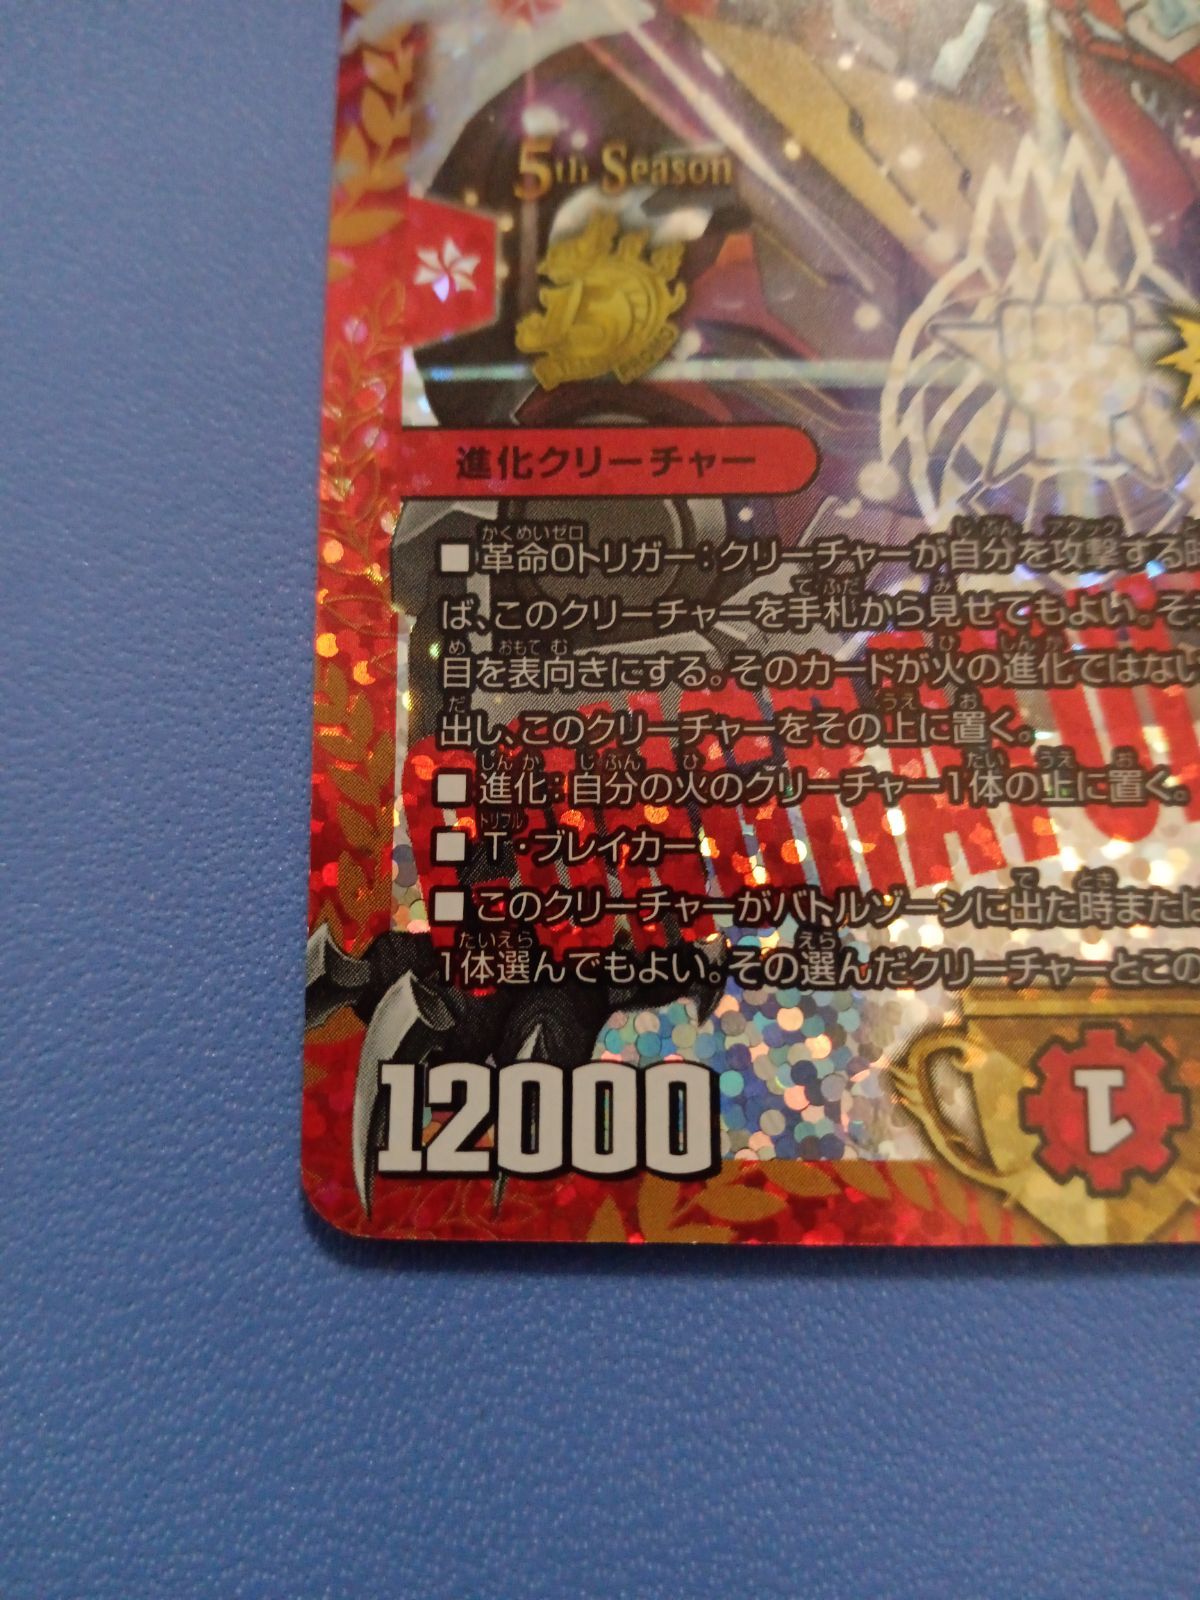 5th Season
進化クリーチャー
■革命0トリガー：クリーチャーが自分を攻撃する時
ば、このクリーチャーを手札から見せてもよい。そ
目を表向きにする。そのカードが火の進化ではない
出し、このクリーチャーをその上に置く。
■進化：自分の火のクリーチャー1体の上に置く。
■T・ブレイカー
■このクリーチャーがバトルゾーンに出た時または
1体選んでもよい。その選んだクリーチャーとこの
12000
1